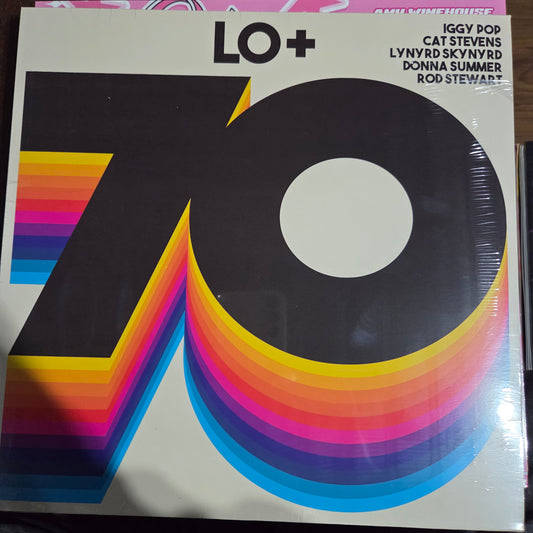 AMY WINEHOUSE
LO+
IGGY POP
CAT STEVENS
LYNYRD SKYNYRD
DONNA SUMMER
ROD STEWART
70